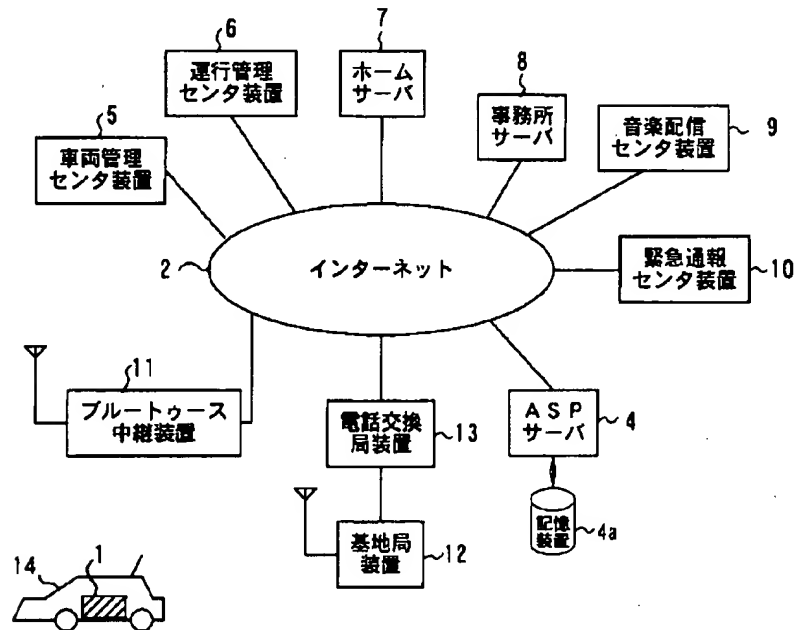 6
運行管理
センタ装置
7
ホーム
サーバ
8
事務所
サーバ
5
車両管理
センタ装置
音楽配信
センタ装置
9
2
インターネット
緊急通報
センタ装置
10
11
ブルートゥース
中継装置
電話交換
局装置
13
ASP
サーバ
4
記憶
装置
4a
基地局
装置
12
14
1